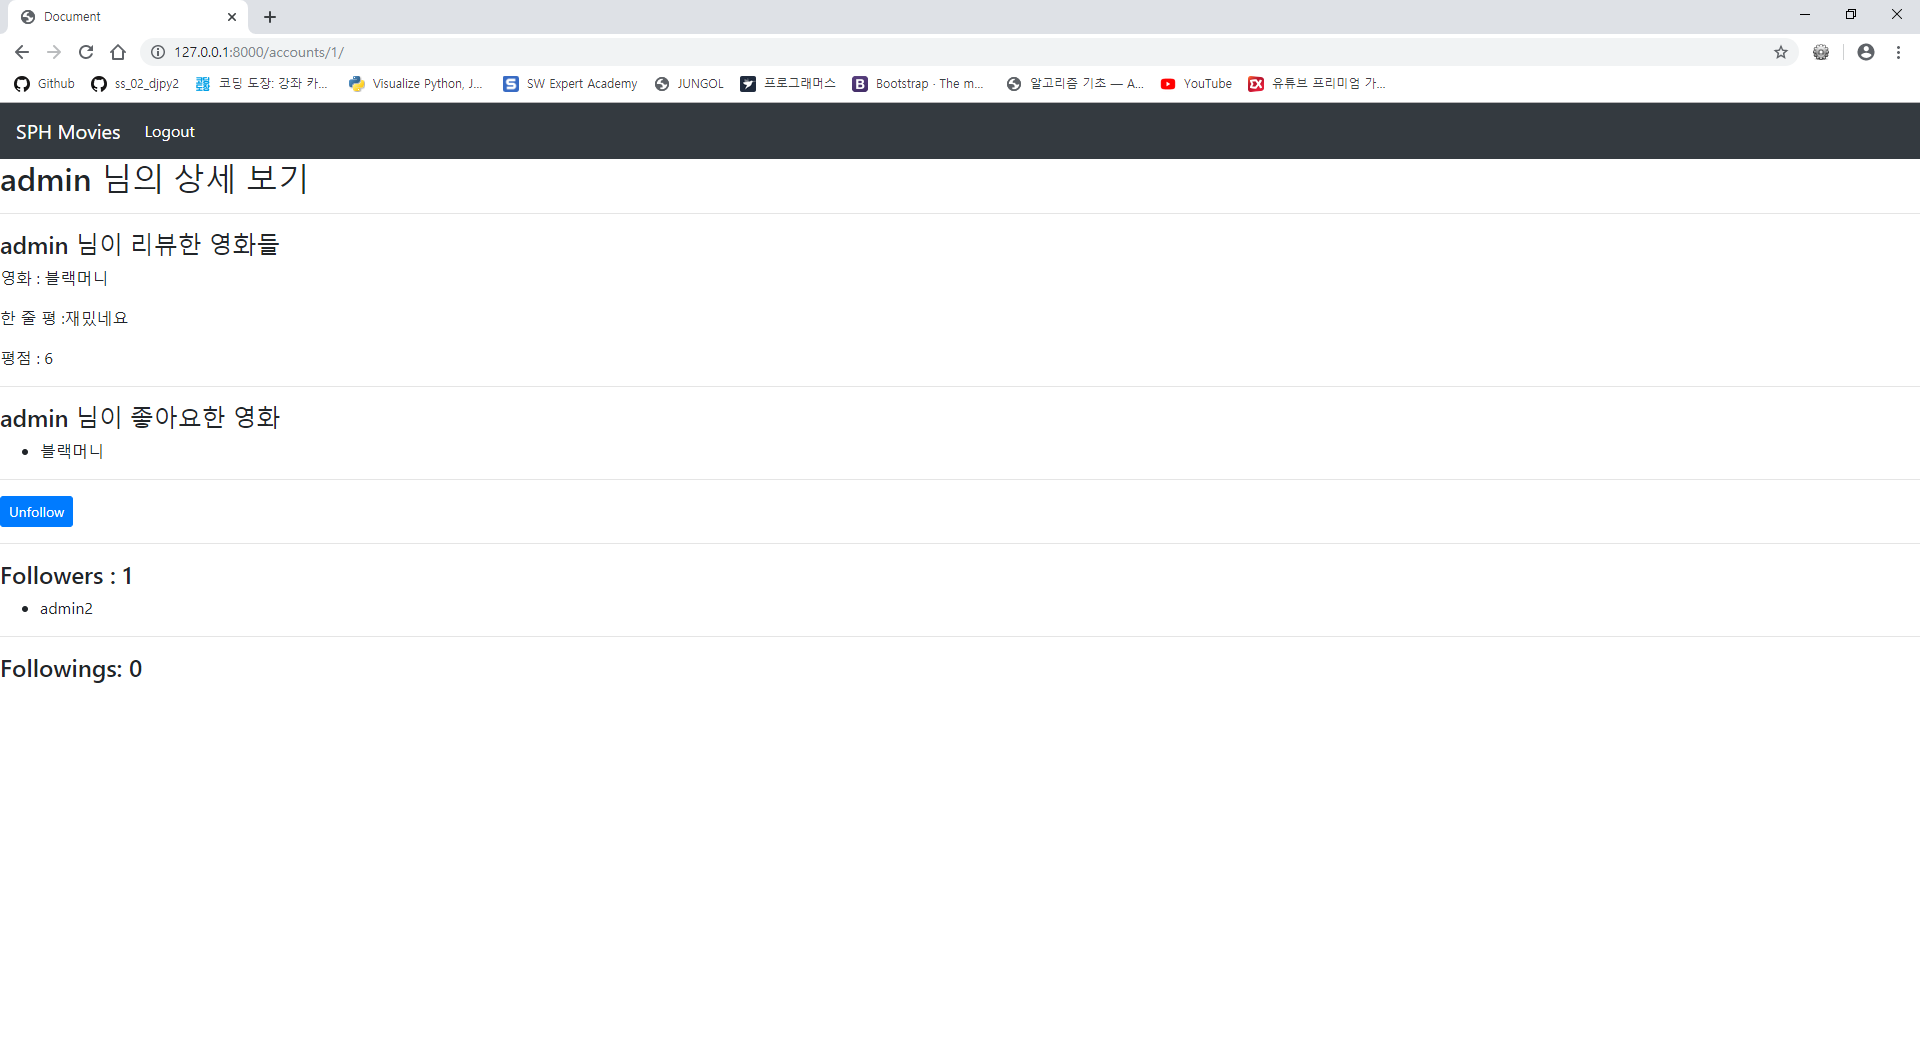 Document
127.0.0.1:8000/accounts/1/
Github ss_02_djpy2 코딩 도장: 강좌 카... Visualize Python, J... SW Expert Academy JUNGOL 프로그래머스 Bootstrap · The m... 알고리즘 기초 — A... YouTube 유튜브 프리미엄 가...
SPH Movies Logout
admin 님의 상세 보기
admin 님이 리뷰한 영화들
영화 : 블랙머니
한 줄 평 :재밌네요
평점 : 6
admin 님이 좋아요한 영화
블랙머니
Unfollow
Followers : 1
admin2
Followings: 0